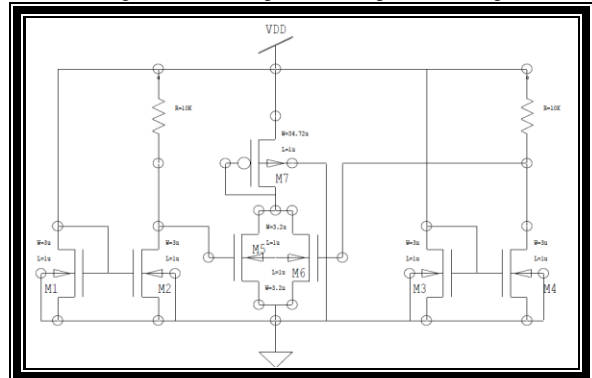 VDD
R=10K
R=10K
W=34.72u
L=1u
M7
W=3.2u
L=1u
M5
L=1u
M6
W=3.2u
W=3u
L=1u
M1
W=3u
L=1u
M2
W=3u
L=1u
M3
W=3u
L=1u
M4